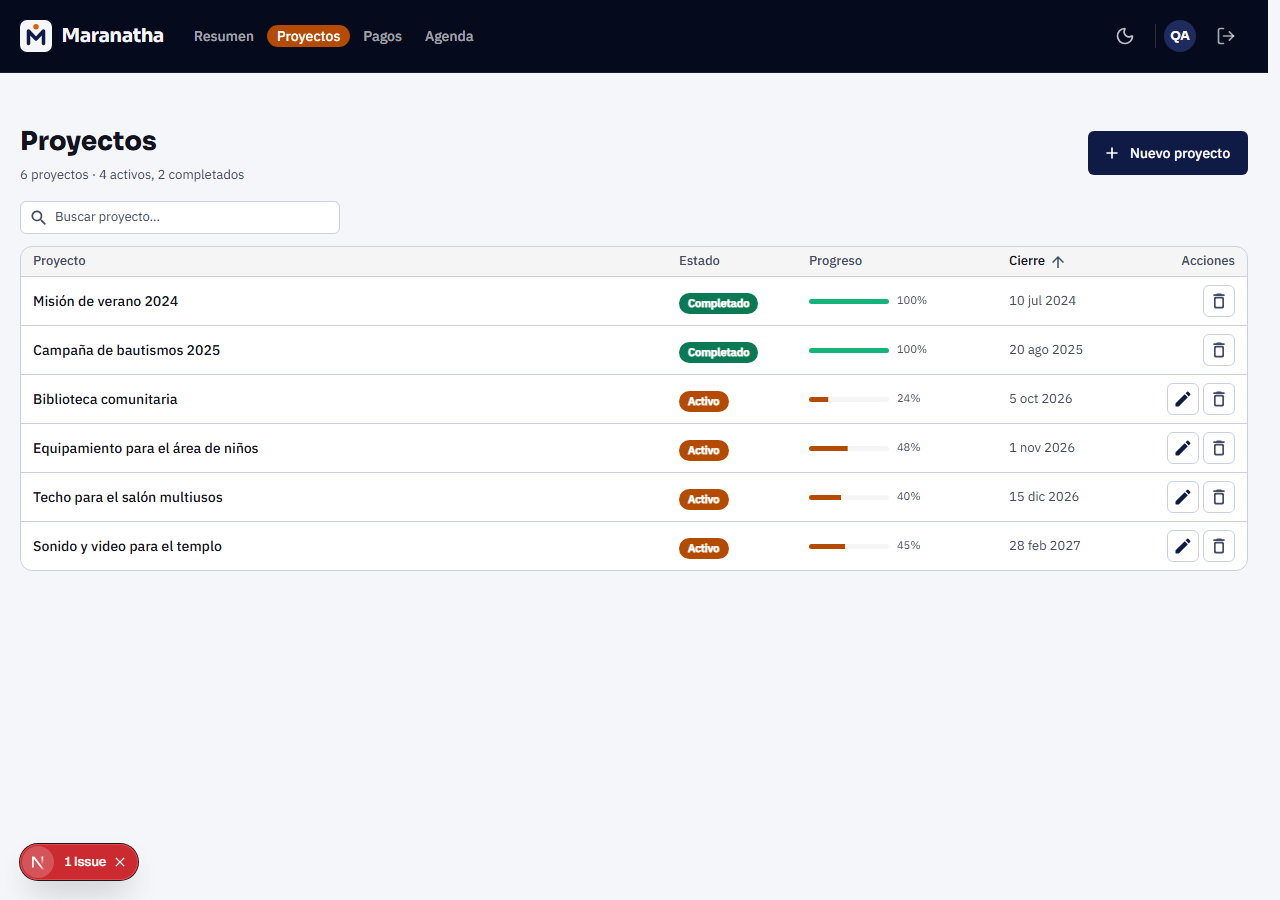 Maranatha Resumen Proyectos Pagos Agenda QA
Proyectos
6 proyectos · 4 activos, 2 completados
+ Nuevo proyecto
Buscar proyecto...
Proyecto Estado Progreso Cierre Acciones
Misión de verano 2024 Completado 100% 10 jul 2024
Campaña de bautismos 2025 Completado 100% 20 ago 2025
Biblioteca comunitaria Activo 24% 5 oct 2026
Equipamiento para el área de niños Activo 48% 1 nov 2026
Techo para el salón multiusos Activo 40% 15 dic 2026
Sonido y video para el templo Activo 45% 28 feb 2027
N 1 Issue